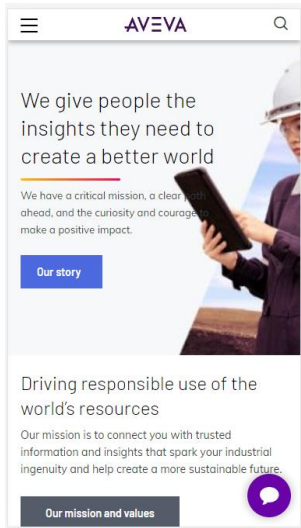 AVEVA
We give people the
insights they need to
create a better world
We have a critical mission, a clear path
ahead, and the curiosity and courage to
make a positive impact.
Our story
Driving responsible use of the
world's resources
Our mission is to connect you with trusted
information and insights that spark your industrial
ingenuity and help create a more sustainable future.
Our mission and values